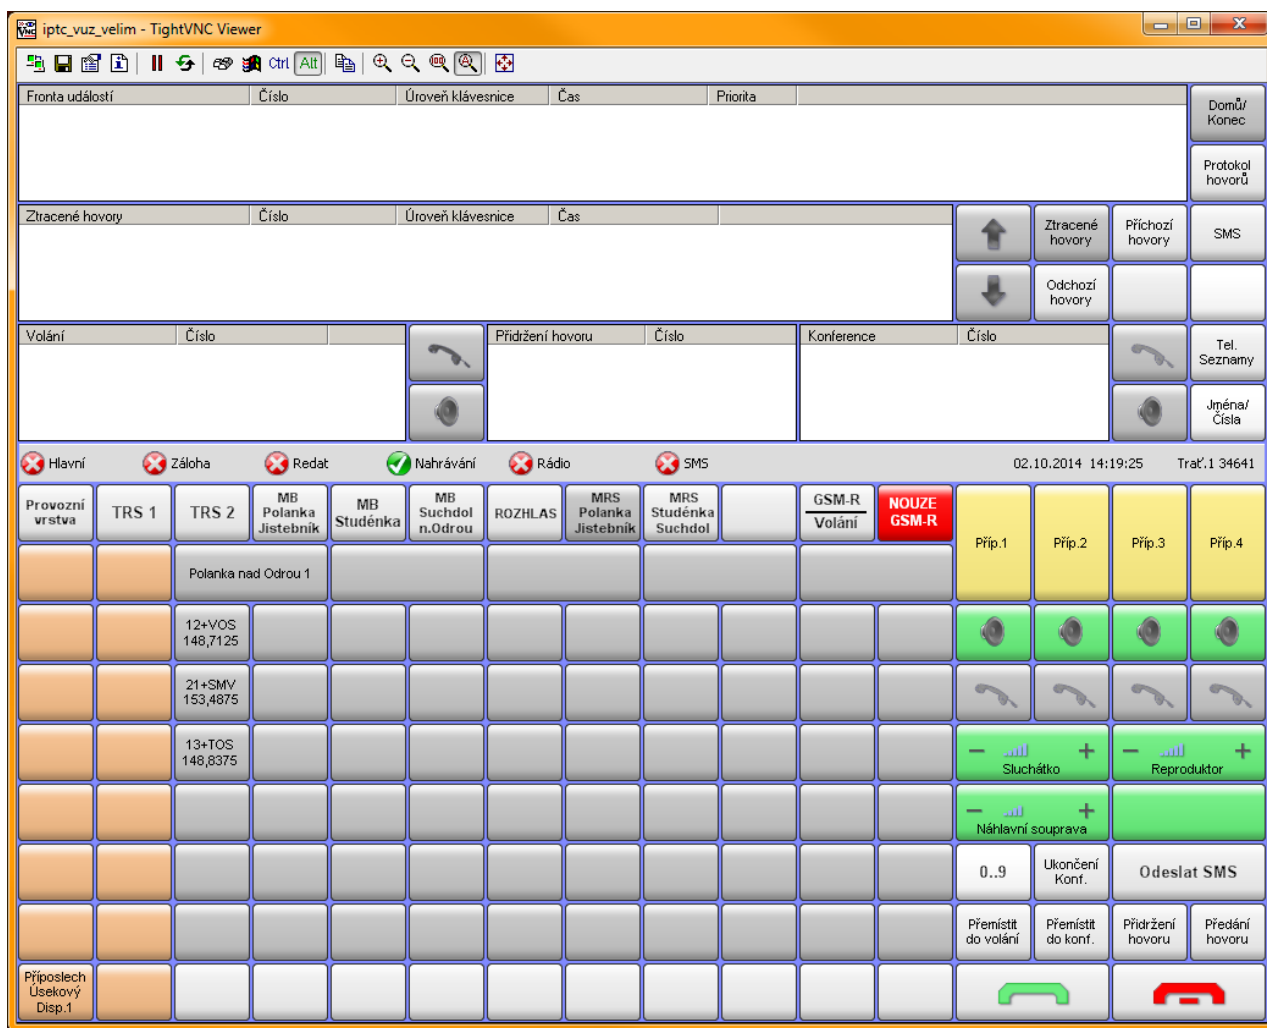 iptc_vuz_velim - TightVNC Viewer
Ctrl Alt
Fronta událostí Číslo Úroveň klávesnice Čas Priorita
Domů/
Konec
Protokol
hovorů
Ztracené hovory Číslo Úroveň klávesnice Čas
Ztracené
hovory
Příchozí
hovory
SMS
Odchozí
hovory
Volání Číslo
Přidržení hovoru Číslo
Konference Číslo
Tel.
Seznamy
Jména/
Čísla
Hlavní Záloha Redat Nahrávání Rádio SMS 02.10.2014 14:19:25 Trať.1 34641
Provozní
vrstva
TRS 1
TRS 2
MB
Polanka
Jistebník
MB
Studénka
MB
Suchdol
n.Odrou
ROZHLAS
MRS
Polanka
Jistebník
MRS
Studénka
Suchdol
GSM-R
Volání
NOUZE
GSM-R
Příp.1
Příp.2
Příp.3
Příp.4
Polanka nad Odrou 1
12+VOS
148,7125
21+SMV
153,4875
13+TOS
148,8375
− +
Sluchátko
− +
Reproduktor
− +
Náhlavní souprava
0..9
Ukončení
Konf.
Odeslat SMS
Přemístit
do volání
Přemístit
do konf.
Přidržení
hovoru
Předání
hovoru
Příposlech
Úsekový
Disp.1